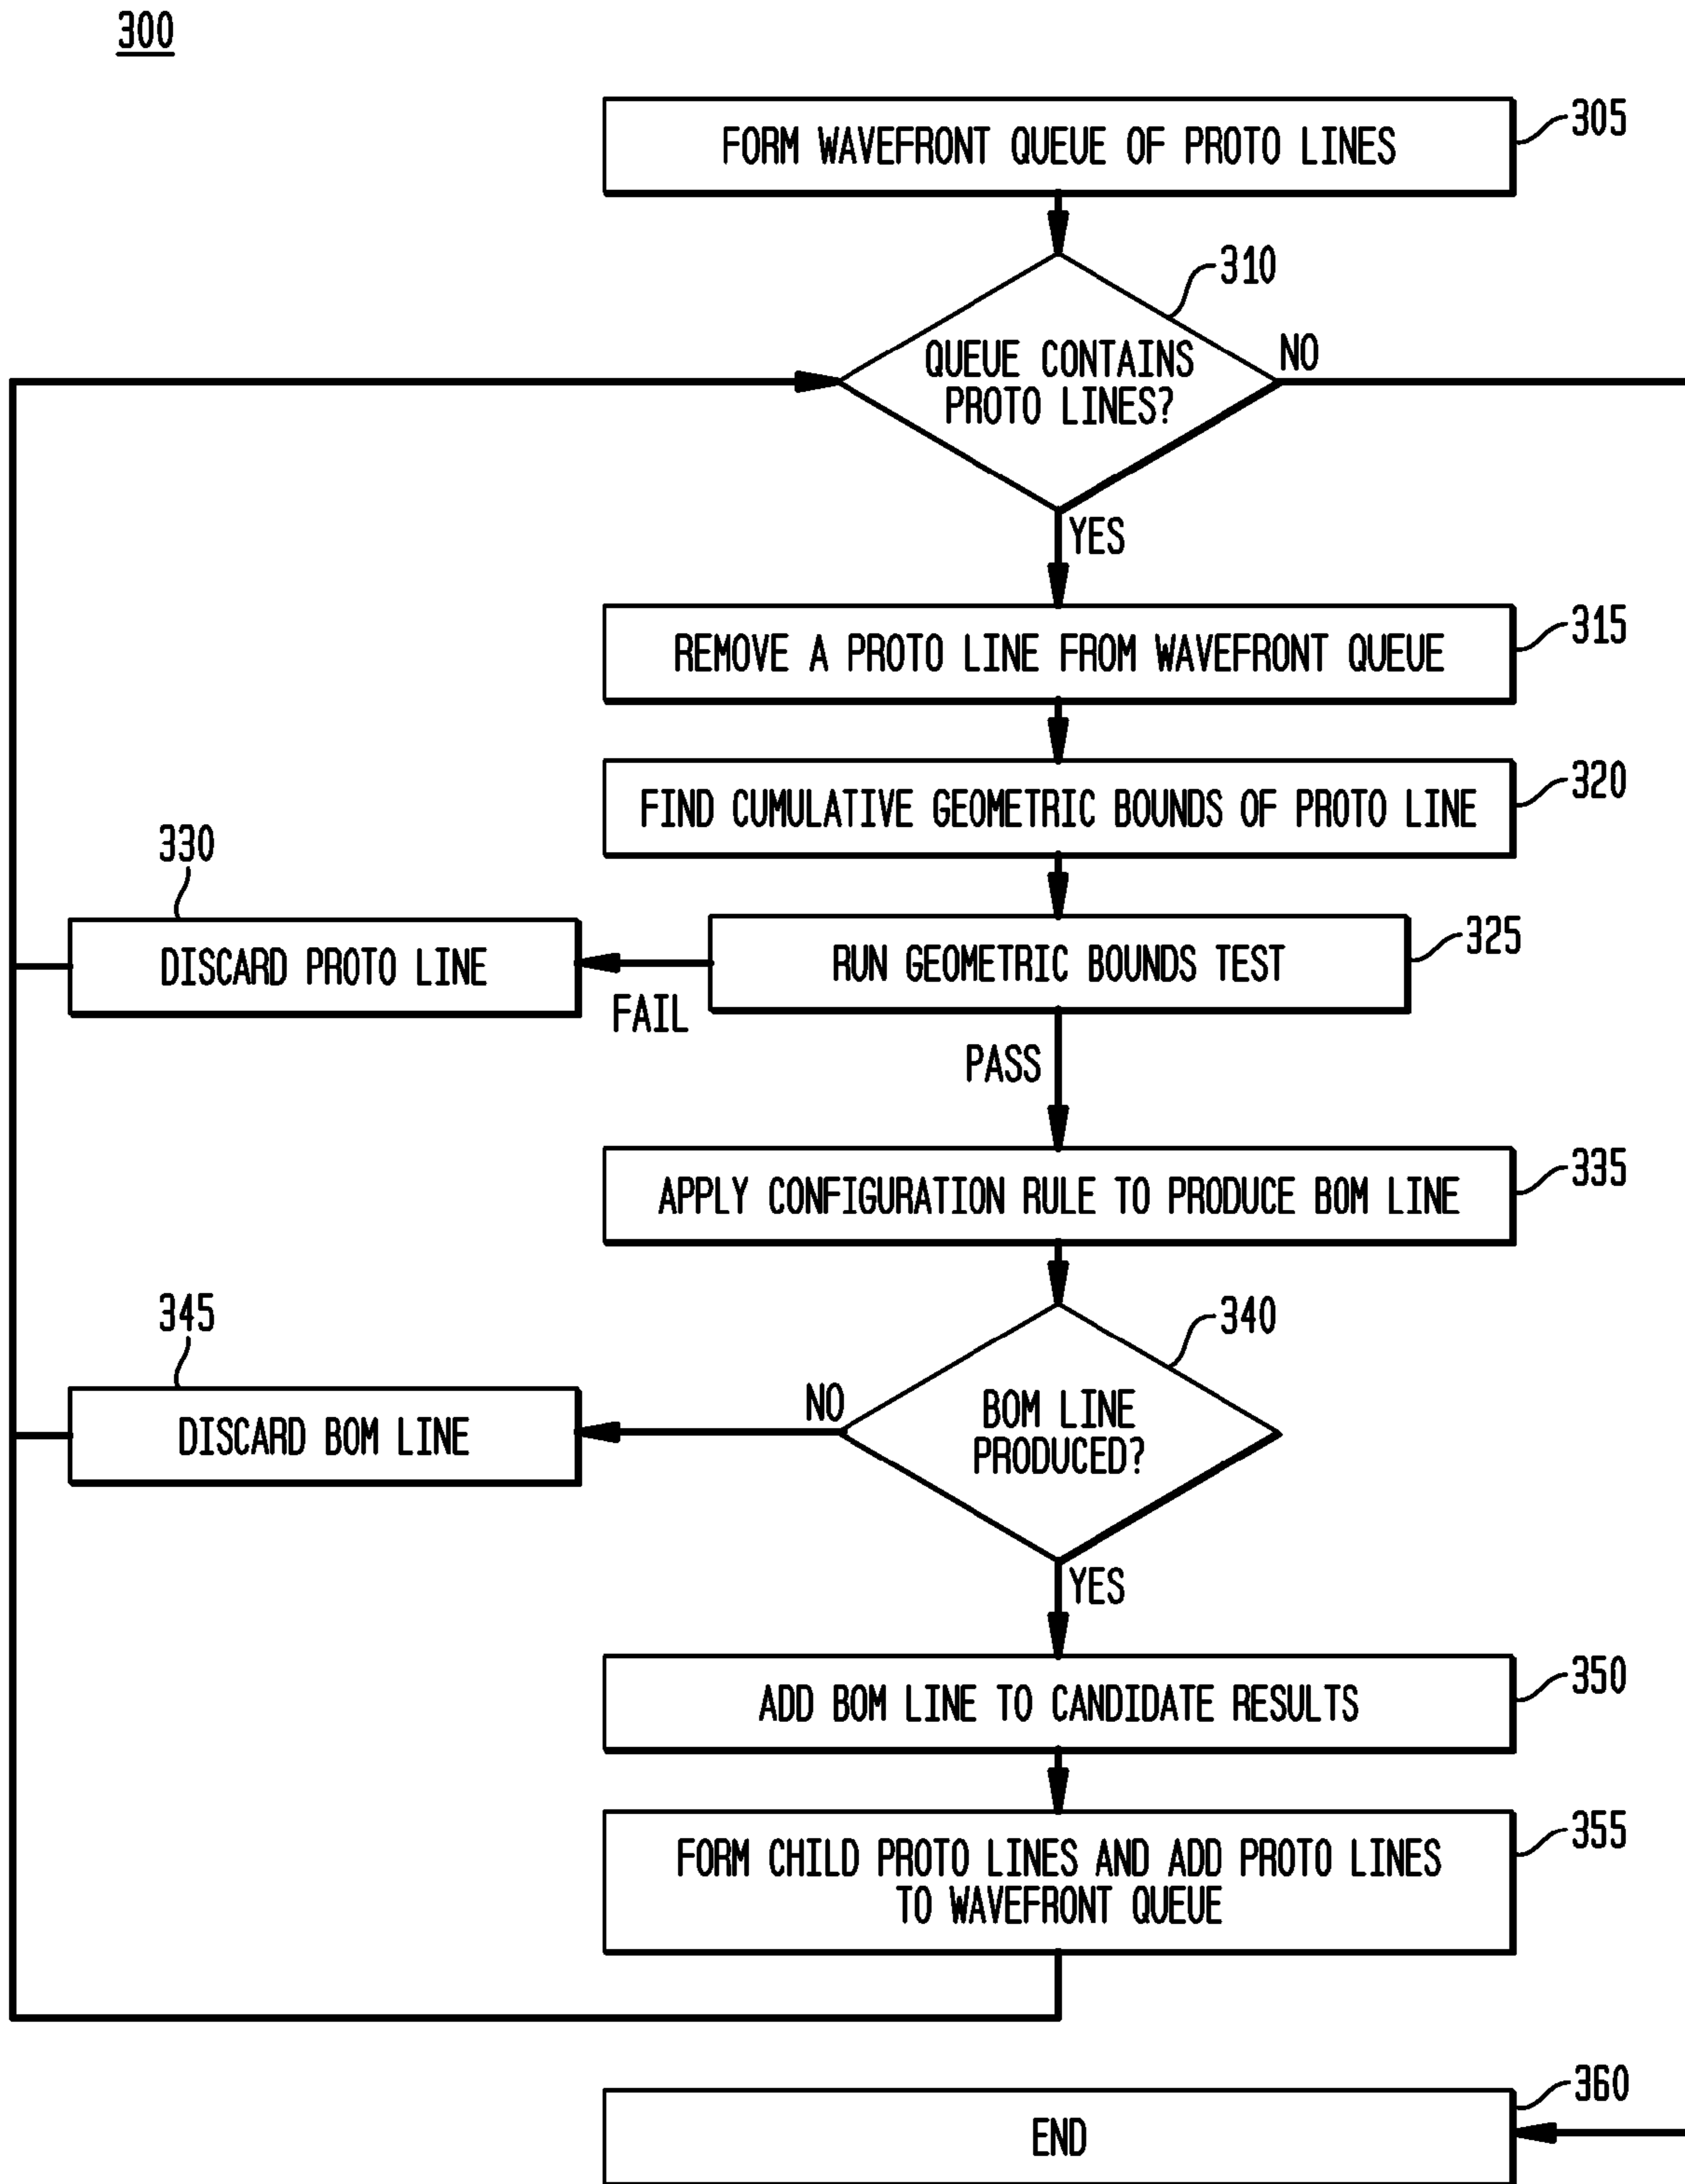 300
FORM WAVEFRONT QUEUE OF PROTO LINES
305
310
QUEUE CONTAINS
PROTO LINES?
NO
YES
REMOVE A PROTO LINE FROM WAVEFRONT QUEUE
315
FIND CUMULATIVE GEOMETRIC BOUNDS OF PROTO LINE
320
330
DISCARD PROTO LINE
FAIL
RUN GEOMETRIC BOUNDS TEST
325
PASS
APPLY CONFIGURATION RULE TO PRODUCE BOM LINE
335
345
DISCARD BOM LINE
NO
BOM LINE
PRODUCED?
340
YES
ADD BOM LINE TO CANDIDATE RESULTS
350
FORM CHILD PROTO LINES AND ADD PROTO LINES
TO WAVEFRONT QUEUE
355
END
360